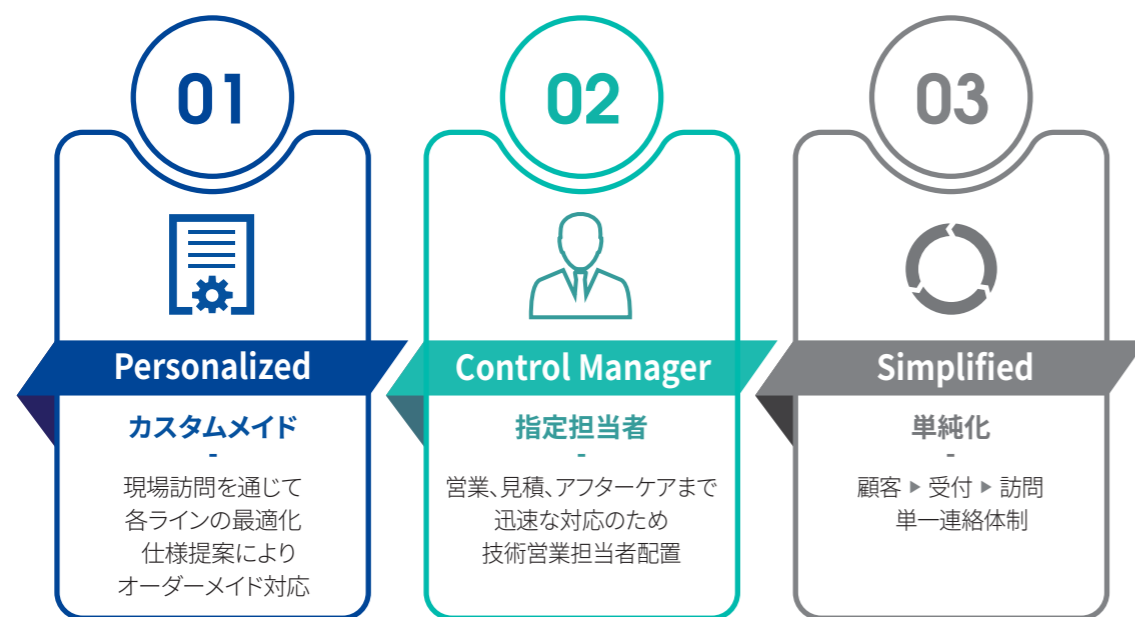 01
Personalized
カスタムメイド
-
現場訪問を通じて
各ラインの最適化
仕様提案により
オーダーメイド対応
02
Control Manager
指定担当者
-
営業、見積、アフターケアまで
迅速な対応のため
技術営業担当者配置
03
Simplified
単純化
-
顧客 ▶ 受付 ▶ 訪問
単一連絡体制